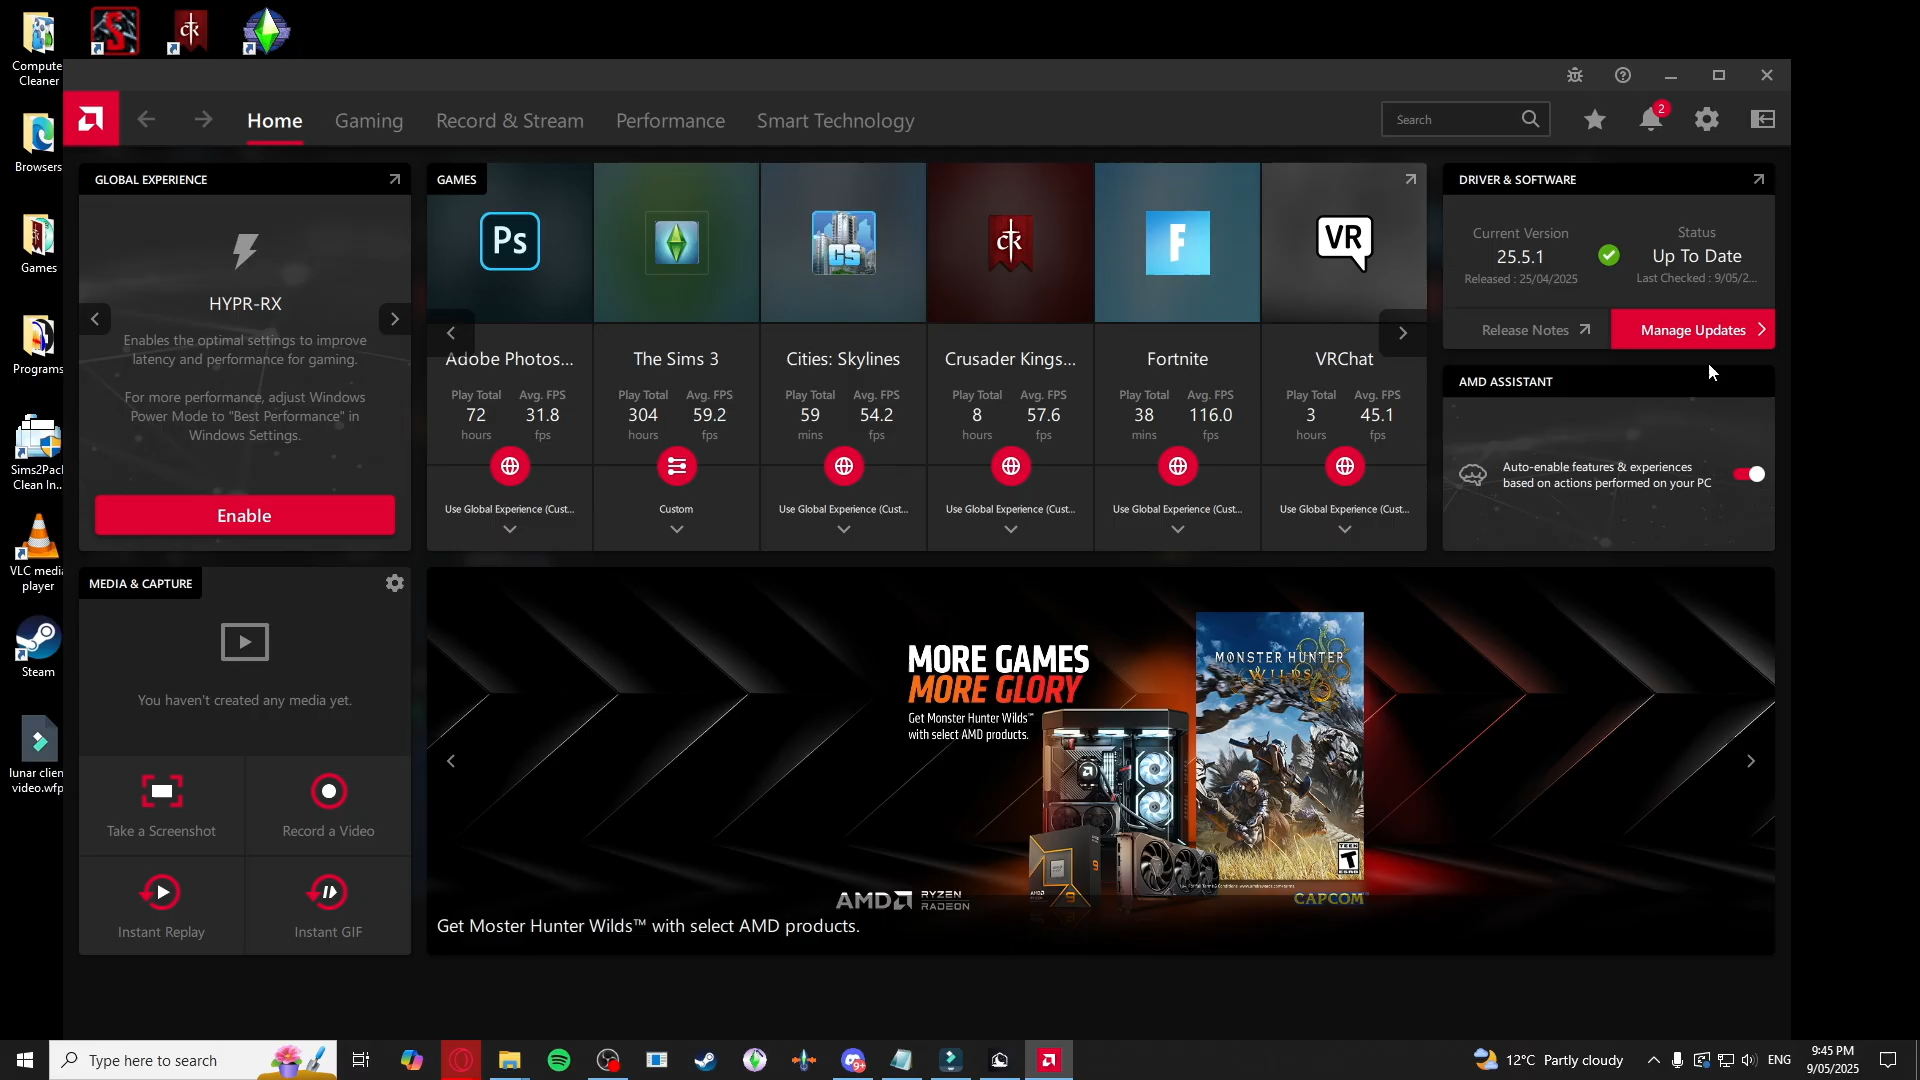 Compute
Cleaner
Browsers
Games
Programs
Sims2Pack
Clean In...
VLC media
player
Steam
lunar client
video.wfp
Home
Gaming
Record & Stream
Performance
Smart Technology
Search
2
GLOBAL EXPERIENCE
HYPR-RX
Enables the optimal settings to improve
latency and performance for gaming.
For more performance, adjust Windows
Power Mode to "Best Performance" in
Windows Settings.
Enable
GAMES
Ps
CS
ck
F
VR
Adobe Photos...
The Sims 3
Cities: Skylines
Crusader Kings...
Fortnite
VRChat
Play Total Avg. FPS
72 31.8
hours fps
Play Total Avg. FPS
304 59.2
hours fps
Play Total Avg. FPS
59 54.2
mins fps
Play Total Avg. FPS
8 57.6
hours fps
Play Total Avg. FPS
38 116.0
mins fps
Play Total Avg. FPS
3 45.1
hours fps
Use Global Experience (Cust...
Custom
Use Global Experience (Cust...
Use Global Experience (Cust...
Use Global Experience (Cust...
Use Global Experience (Cust...
DRIVER & SOFTWARE
Current Version
25.5.1
Released : 25/04/2025
Status
Up To Date
Last Checked : 9/05/2...
Release Notes
Manage Updates
AMD ASSISTANT
Auto-enable features & experiences
based on actions performed on your PC
MEDIA & CAPTURE
You haven't created any media yet.
Take a Screenshot
Record a Video
Instant Replay
Instant GIF
MORE GAMES
MORE GLORY
Get Monster Hunter Wilds™
with select AMD products.
MONSTER HUNTER
WILDS
TEEN
T
ESRB
AMD
RYZEN
RADEON
CAPCOM
Get Moster Hunter Wilds™ with select AMD products.
Type here to search
9+
12°C Partly cloudy
ENG
9:45 PM
9/05/2025